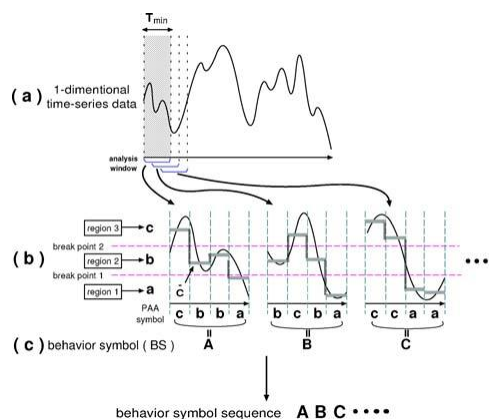 T min
( a ) 1-dimentional
time-series data
analysis
window
region 3 c
break point 2
( b ) region 2 b
break point 1
region 1 a c̄
PAA
symbol c b b a b c b a c c a a
( c ) behavior symbol ( BS ) A B C
behavior symbol sequence A B C ••••